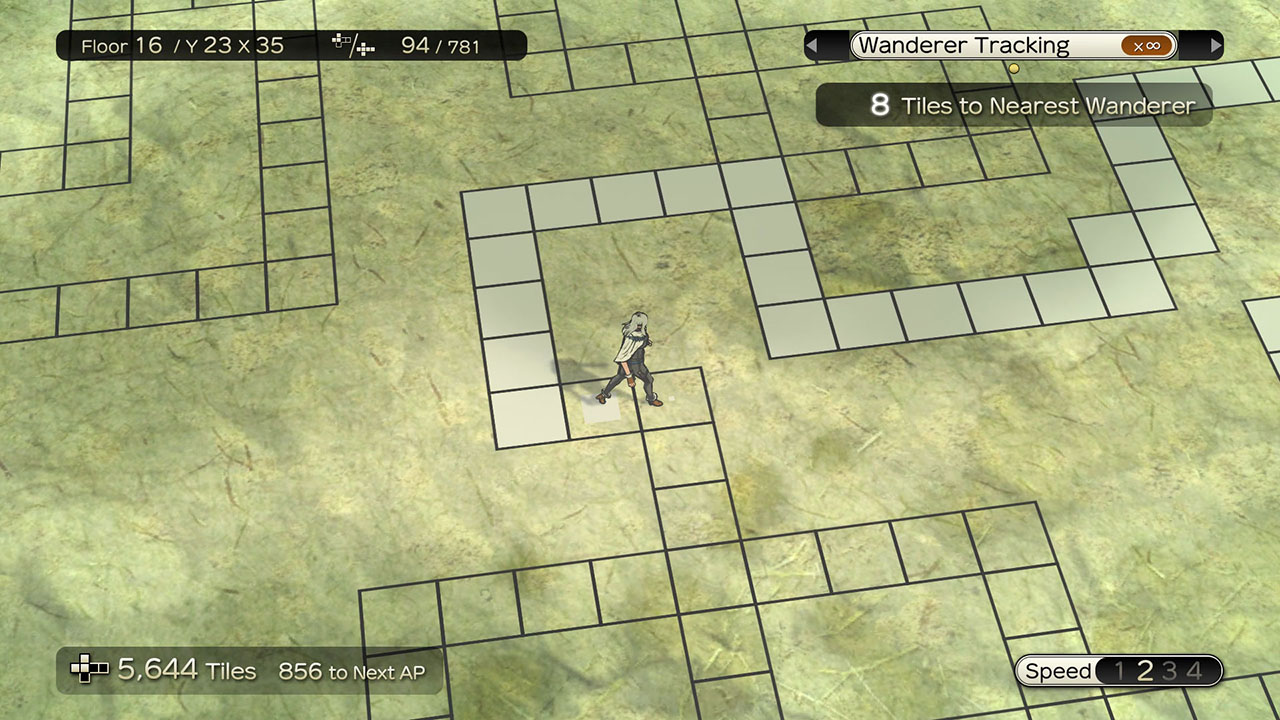 Floor 16 / Y 23 X 35 94 / 781
Wanderer Tracking ×∞
8 Tiles to Nearest Wanderer
5,644 Tiles 856 to Next AP
Speed 1 2 3 4